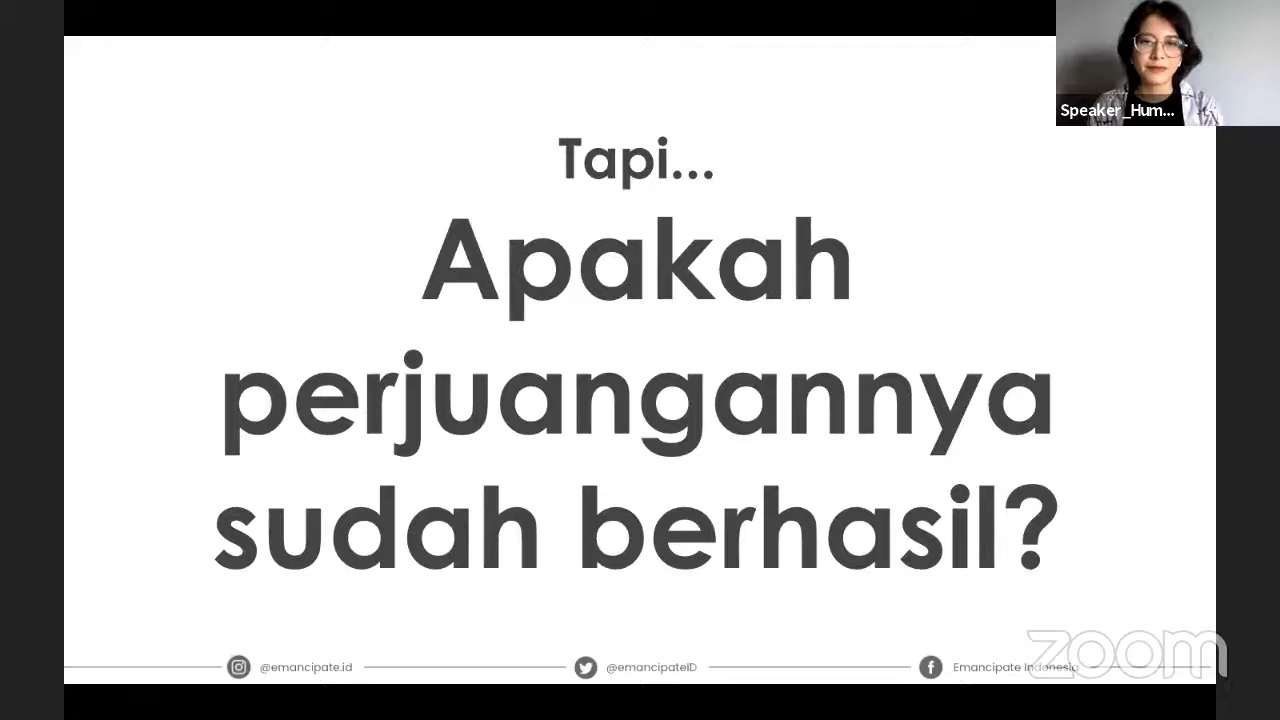 Speaker_Hum...
Tapi...
Apakah
perjuangannya
sudah berhasil?
@emancipate.id
@emancipateID
Emancipate Indonesia
zoom